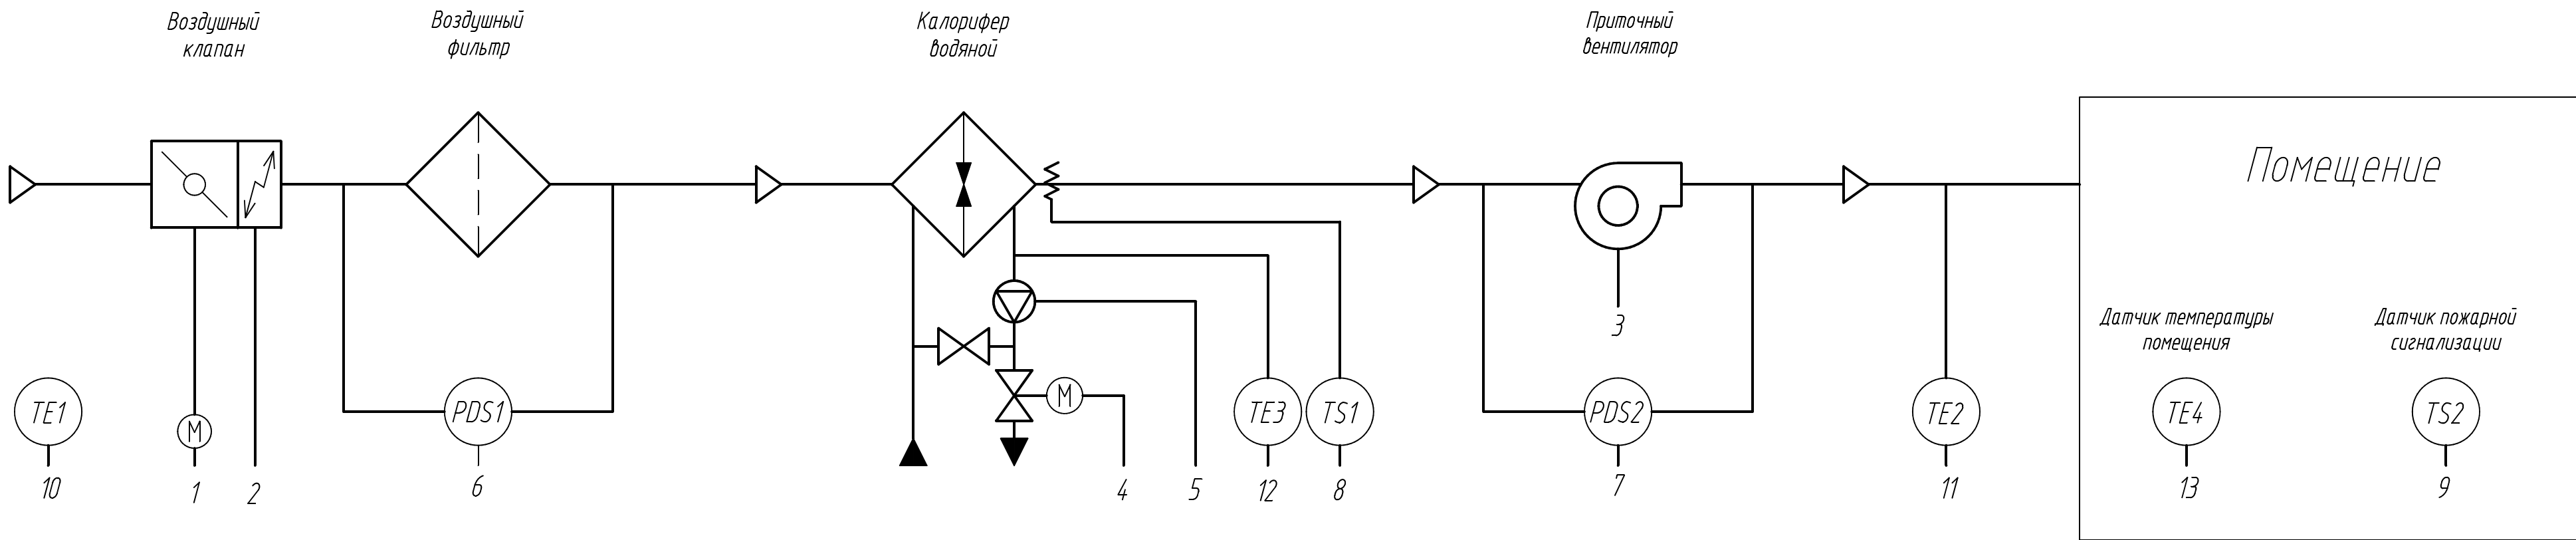 Воздушный
клапан
Воздушный
фильтр
Калорифер
водяной
Приточный
вентилятор
Помещение
Датчик температуры
помещения
Датчик пожарной
сигнализации
3
TE1
M
PDS1
M
TE3
TS1
PDS2
TE2
TE4
TS2
10
1
2
6
4
5
12
8
7
11
13
9